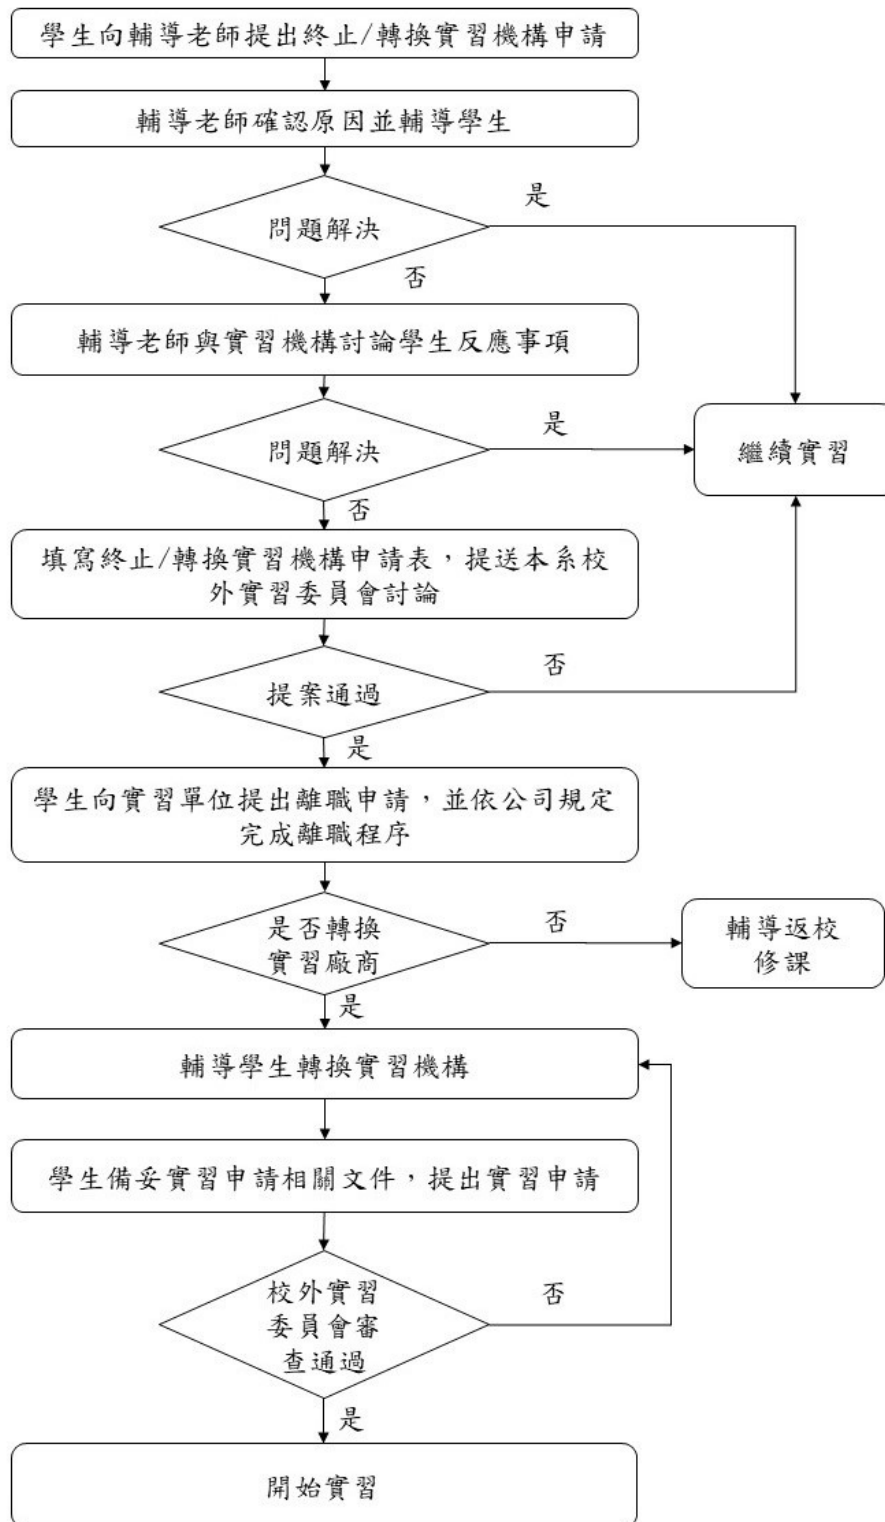 學生向輔導老師提出終止/轉換實習機構申請
輔導老師確認原因並輔導學生
問題解決
是
否
輔導老師與實習機構討論學生反應事項
問題解決
是
繼續實習
否
填寫終止/轉換實習機構申請表，提送本系校
外實習委員會討論
提案通過
否
是
學生向實習單位提出離職申請，並依公司規定
完成離職程序
是否轉換
實習廠商
否
輔導返校
修課
是
輔導學生轉換實習機構
學生備妥實習申請相關文件，提出實習申請
校外實習
委員會審
查通過
否
是
開始實習